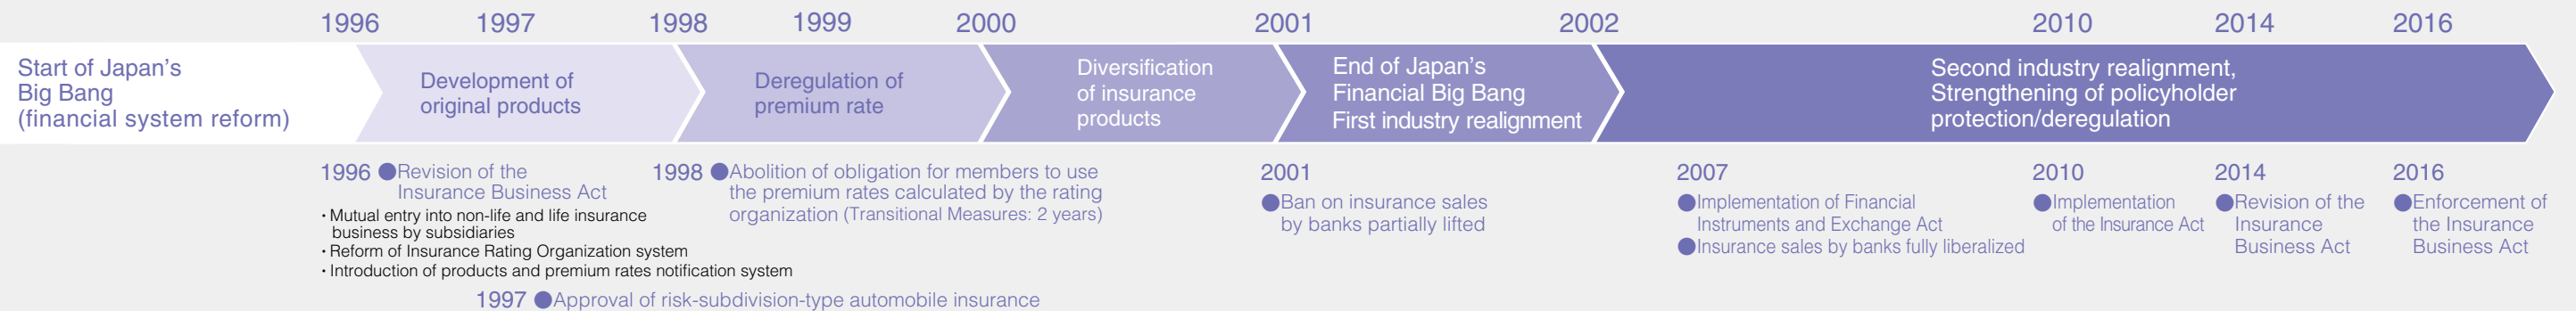 1996 1997 1998 1999 2000 2001 2002 2010 2014 2016
Start of Japan's
Big Bang
(financial system reform)
Development of
original products
Deregulation of
premium rate
Diversification
of insurance
products
End of Japan's
Financial Big Bang
First industry realignment
Second industry realignment,
Strengthening of policyholder
protection/deregulation
1996 ●Revision of the
Insurance Business Act
・Mutual entry into non-life and life insurance
business by subsidiaries
・Reform of Insurance Rating Organization system
・Introduction of products and premium rates notification system
1997 ●Approval of risk-subdivision-type automobile insurance
1998 ●Abolition of obligation for members to use
the premium rates calculated by the rating
organization (Transitional Measures: 2 years)
2001
●Ban on insurance sales
by banks partially lifted
2007
●Implementation of Financial
Instruments and Exchange Act
●Insurance sales by banks fully liberalized
2010
●Implementation
of the Insurance Act
2014
●Revision of the
Insurance
Business Act
2016
●Enforcement of
the Insurance
Business Act